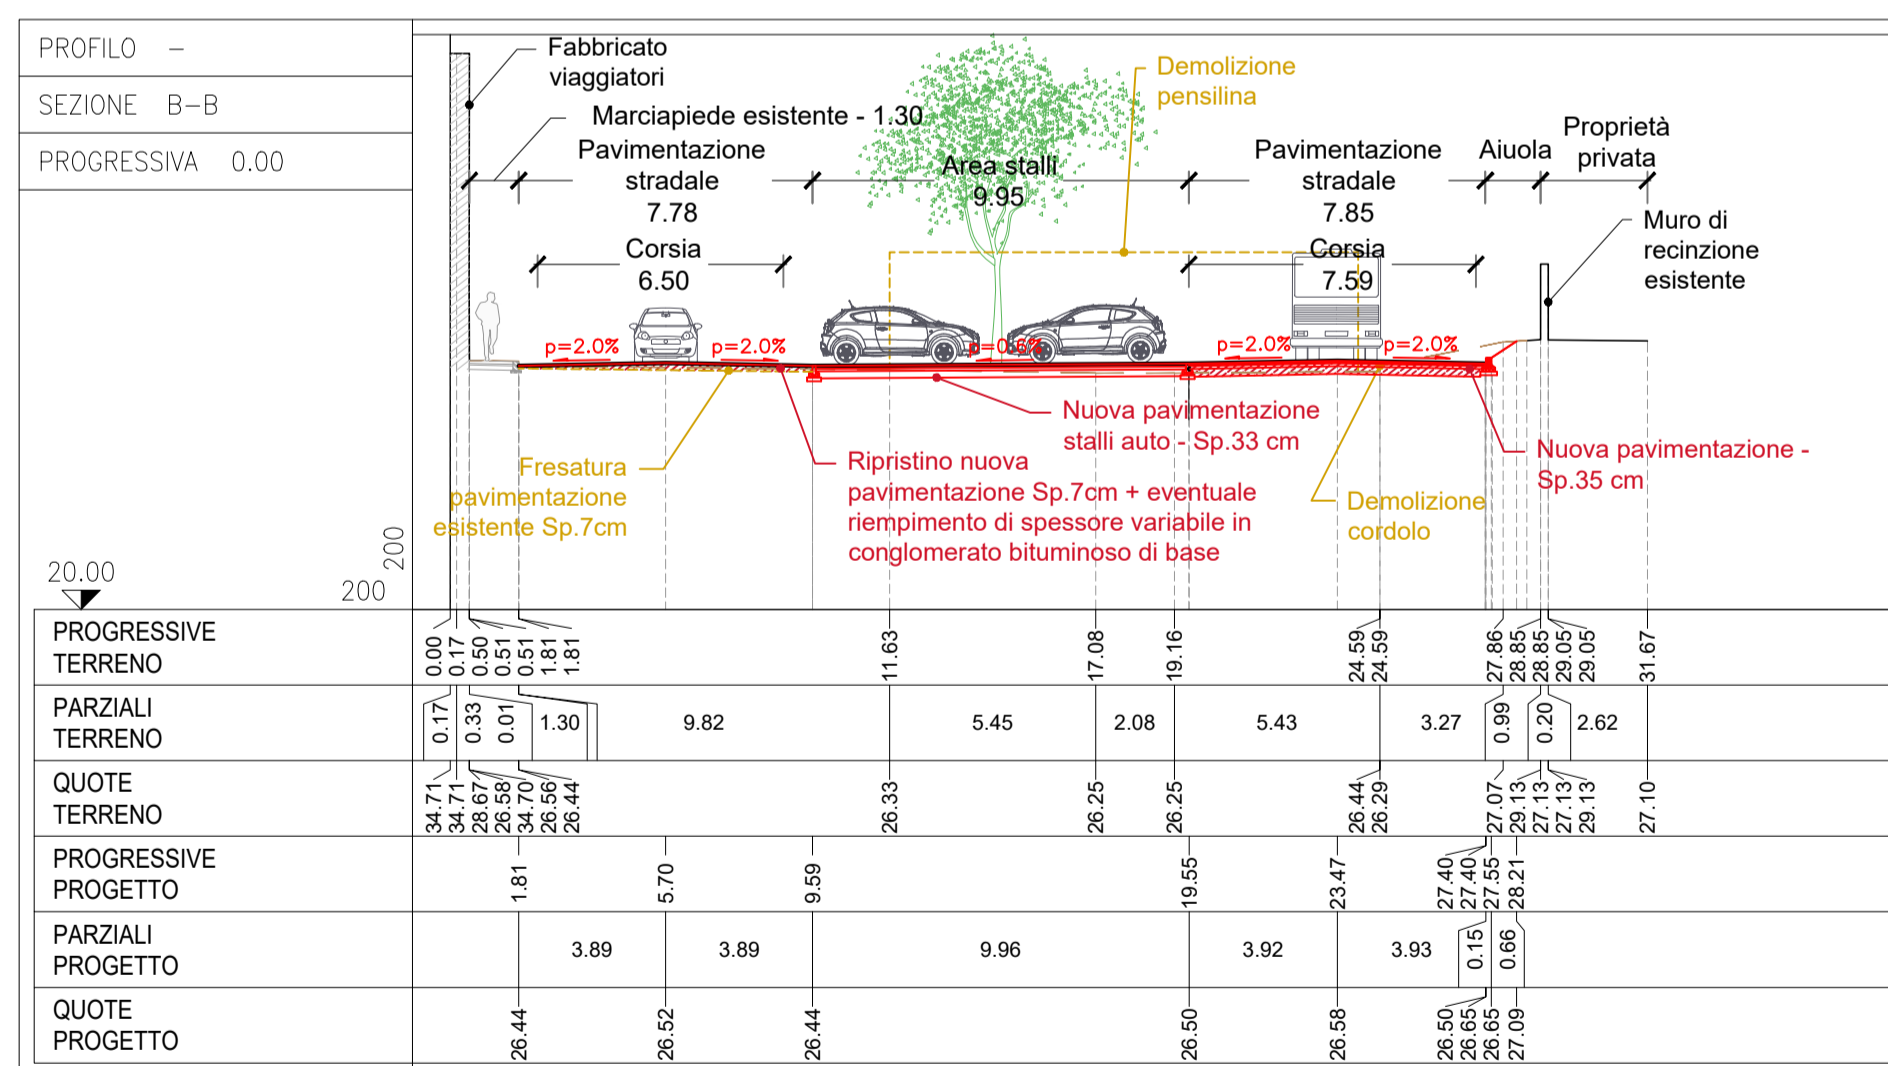 PROFILO –
SEZIONE B–B
PROGRESSIVA 0.00
Fabbricato
viaggiatori
Marciapiede esistente - 1.30
Pavimentazione
stradale
7.78
Corsia
6.50
Area stalli
9.95
Demolizione
pensilina
Pavimentazione
stradale
7.85
Corsia
7.59
Aiuola
Proprietà
privata
Muro di
recinzione
esistente
p=2.0%
p=2.0%
p=0.6%
p=2.0%
p=2.0%
Nuova pavimentazione
stalli auto - Sp.33 cm
Nuova pavimentazione -
Sp.35 cm
Fresatura
pavimentazione
esistente Sp.7cm
Ripristino nuova
pavimentazione Sp.7cm + eventuale
riempimento di spessore variabile in
conglomerato bituminoso di base
Demolizione
cordolo
20.00
200
200
PROGRESSIVE
TERRENO
0.00 0.17 0.50 0.51 0.51 1.81 1.81 11.63 17.08 19.16 24.59 24.59 27.86 28.85 28.85 29.05 29.05 31.67
PARZIALI
TERRENO
0.17 0.33 0.01 1.30 9.82 5.45 2.08 5.43 3.27 0.99 0.20 2.62
QUOTE
TERRENO
34.71 34.71 28.67 26.58 34.70 26.56 26.44 26.33 26.25 26.25 26.44 26.29 27.07 29.13 27.13 27.13 29.13 27.10
PROGRESSIVE
PROGETTO
1.81 5.70 9.59 19.55 23.47 27.40 27.40 27.55 28.21
PARZIALI
PROGETTO
3.89 3.89 9.96 3.92 3.93 0.15 0.66
QUOTE
PROGETTO
26.44 26.52 26.44 26.50 26.58 26.50 26.65 26.65 27.09